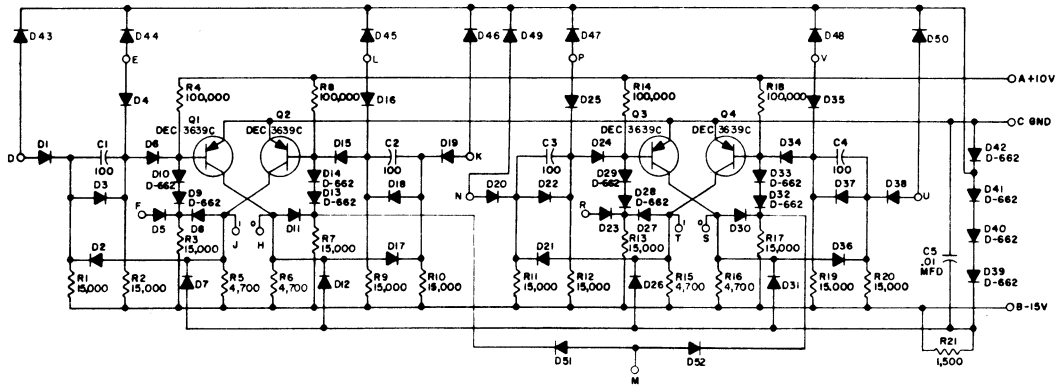 D43 D44 D45 D46 D49 D47 D48 D50
E L P V
A+10V
D4 R4 100,000 R8 100,000 D16 D25 R14 100,000 R18 100,000 D35
Q1 Q2 Q3 Q4
C GND
DEC 3639C DEC 3639C DEC 3639C DEC 3639C
D D1 C1 100 D6 D15 C2 100 D19 K C3 100 D24 D34 C4 100
D42 D-662
D3 D10 D-662 D14 D-662 D18 N D20 D22 D29 D-662 D33 D-662 D37 D38 U
D41 D-662
D9 D-662 D13 D-662 D28 D-662 D32 D-662
F D5 D8 1 J 0 H D11 R D23 D27 1 T 0 S D30
D40 D-662
R3 15,000 R7 15,000 R13 15,000 R17 15,000
C5 .01 MFD
D2 D17 D21 D36
D39 D-662
R1 15,000 R2 15,000 D7 R5 4,700 R6 4,700 D12 R9 15,000 R10 15,000 R11 15,000 R12 15,000 D26 R15 4,700 R16 4,700 D31 R19 15,000 R20 15,000
B-15V
R21 1,500
D51 D52
M